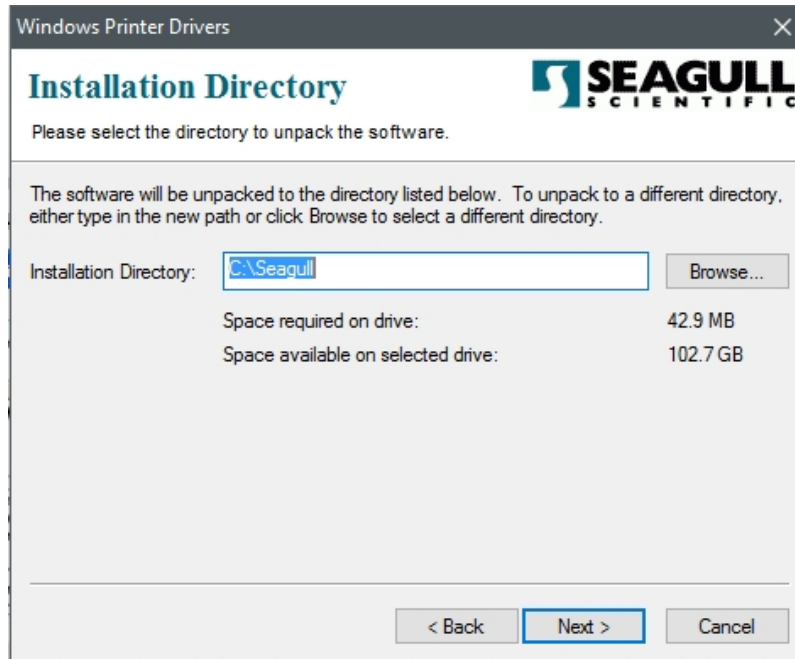 Windows Printer Drivers
Installation Directory
SEAGULL
SCIENTIFIC
Please select the directory to unpack the software.
The software will be unpacked to the directory listed below. To unpack to a different directory,
either type in the new path or click Browse to select a different directory.
Installation Directory: C:\Seagull Browse...
Space required on drive: 42.9 MB
Space available on selected drive: 102.7 GB
< Back Next > Cancel